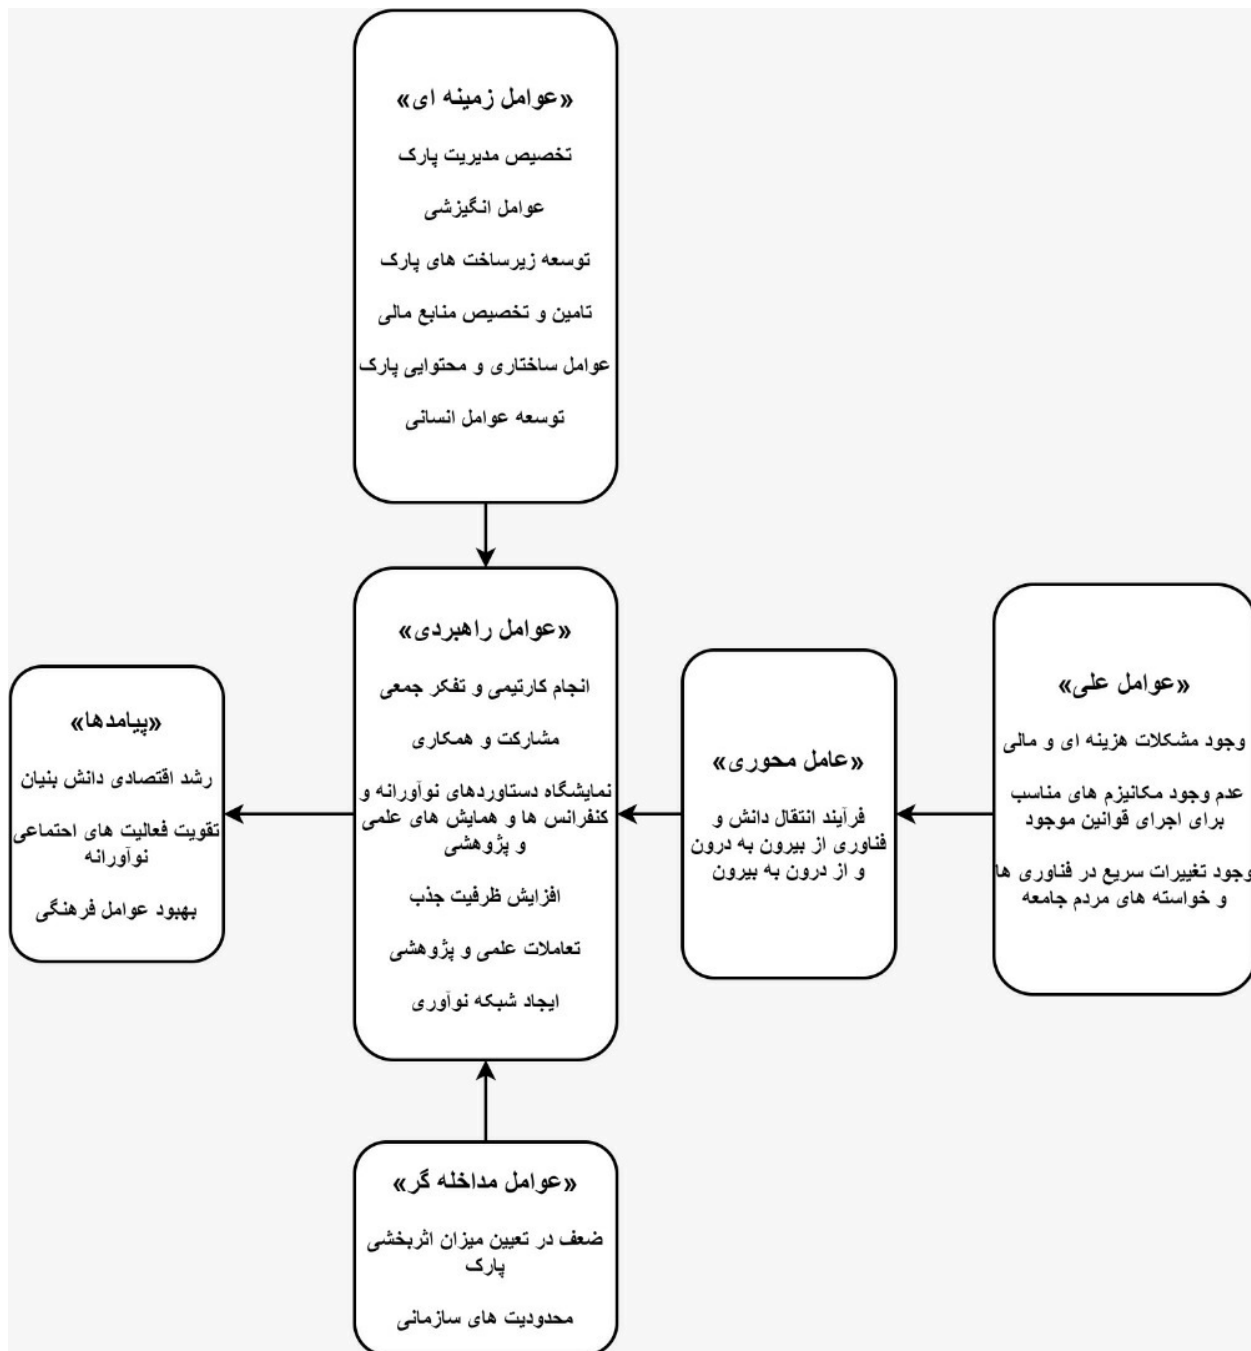 «عوامل زمینه ای»
تخصیص مدیریت پارک
عوامل انگیزشی
توسعه زیرساخت های پارک
تامین و تخصیص منابع مالی
عوامل ساختاری و محتوایی پارک
توسعه عوامل انسانی
«عوامل علی»
وجود مشکلات هزینه ای و مالی
عدم وجود مکانیزم های مناسب
برای اجرای قوانین موجود
وجود تغییرات سریع در فناوری ها
و خواسته های مردم جامعه
«عامل محوری»
فرآیند انتقال دانش و
فناوری از بیرون به درون
و از درون به بیرون
«عوامل راهبردی»
انجام کارتیمی و تفکر جمعی
مشارکت و همکاری
نمایشگاه دستاوردهای نوآورانه و
کنفرانس ها و همایش های علمی
و پژوهشی
افزایش ظرفیت جذب
تعاملات علمی و پژوهشی
ایجاد شبکه نوآوری
«پیامدها»
رشد اقتصادی دانش بنیان
تقویت فعالیت های احتماعی
نوآورانه
بهبود عوامل فرهنگی
«عوامل مداخله گر»
ضعف در تعیین میزان اثربخشی
پارک
محدودیت های سازمانی